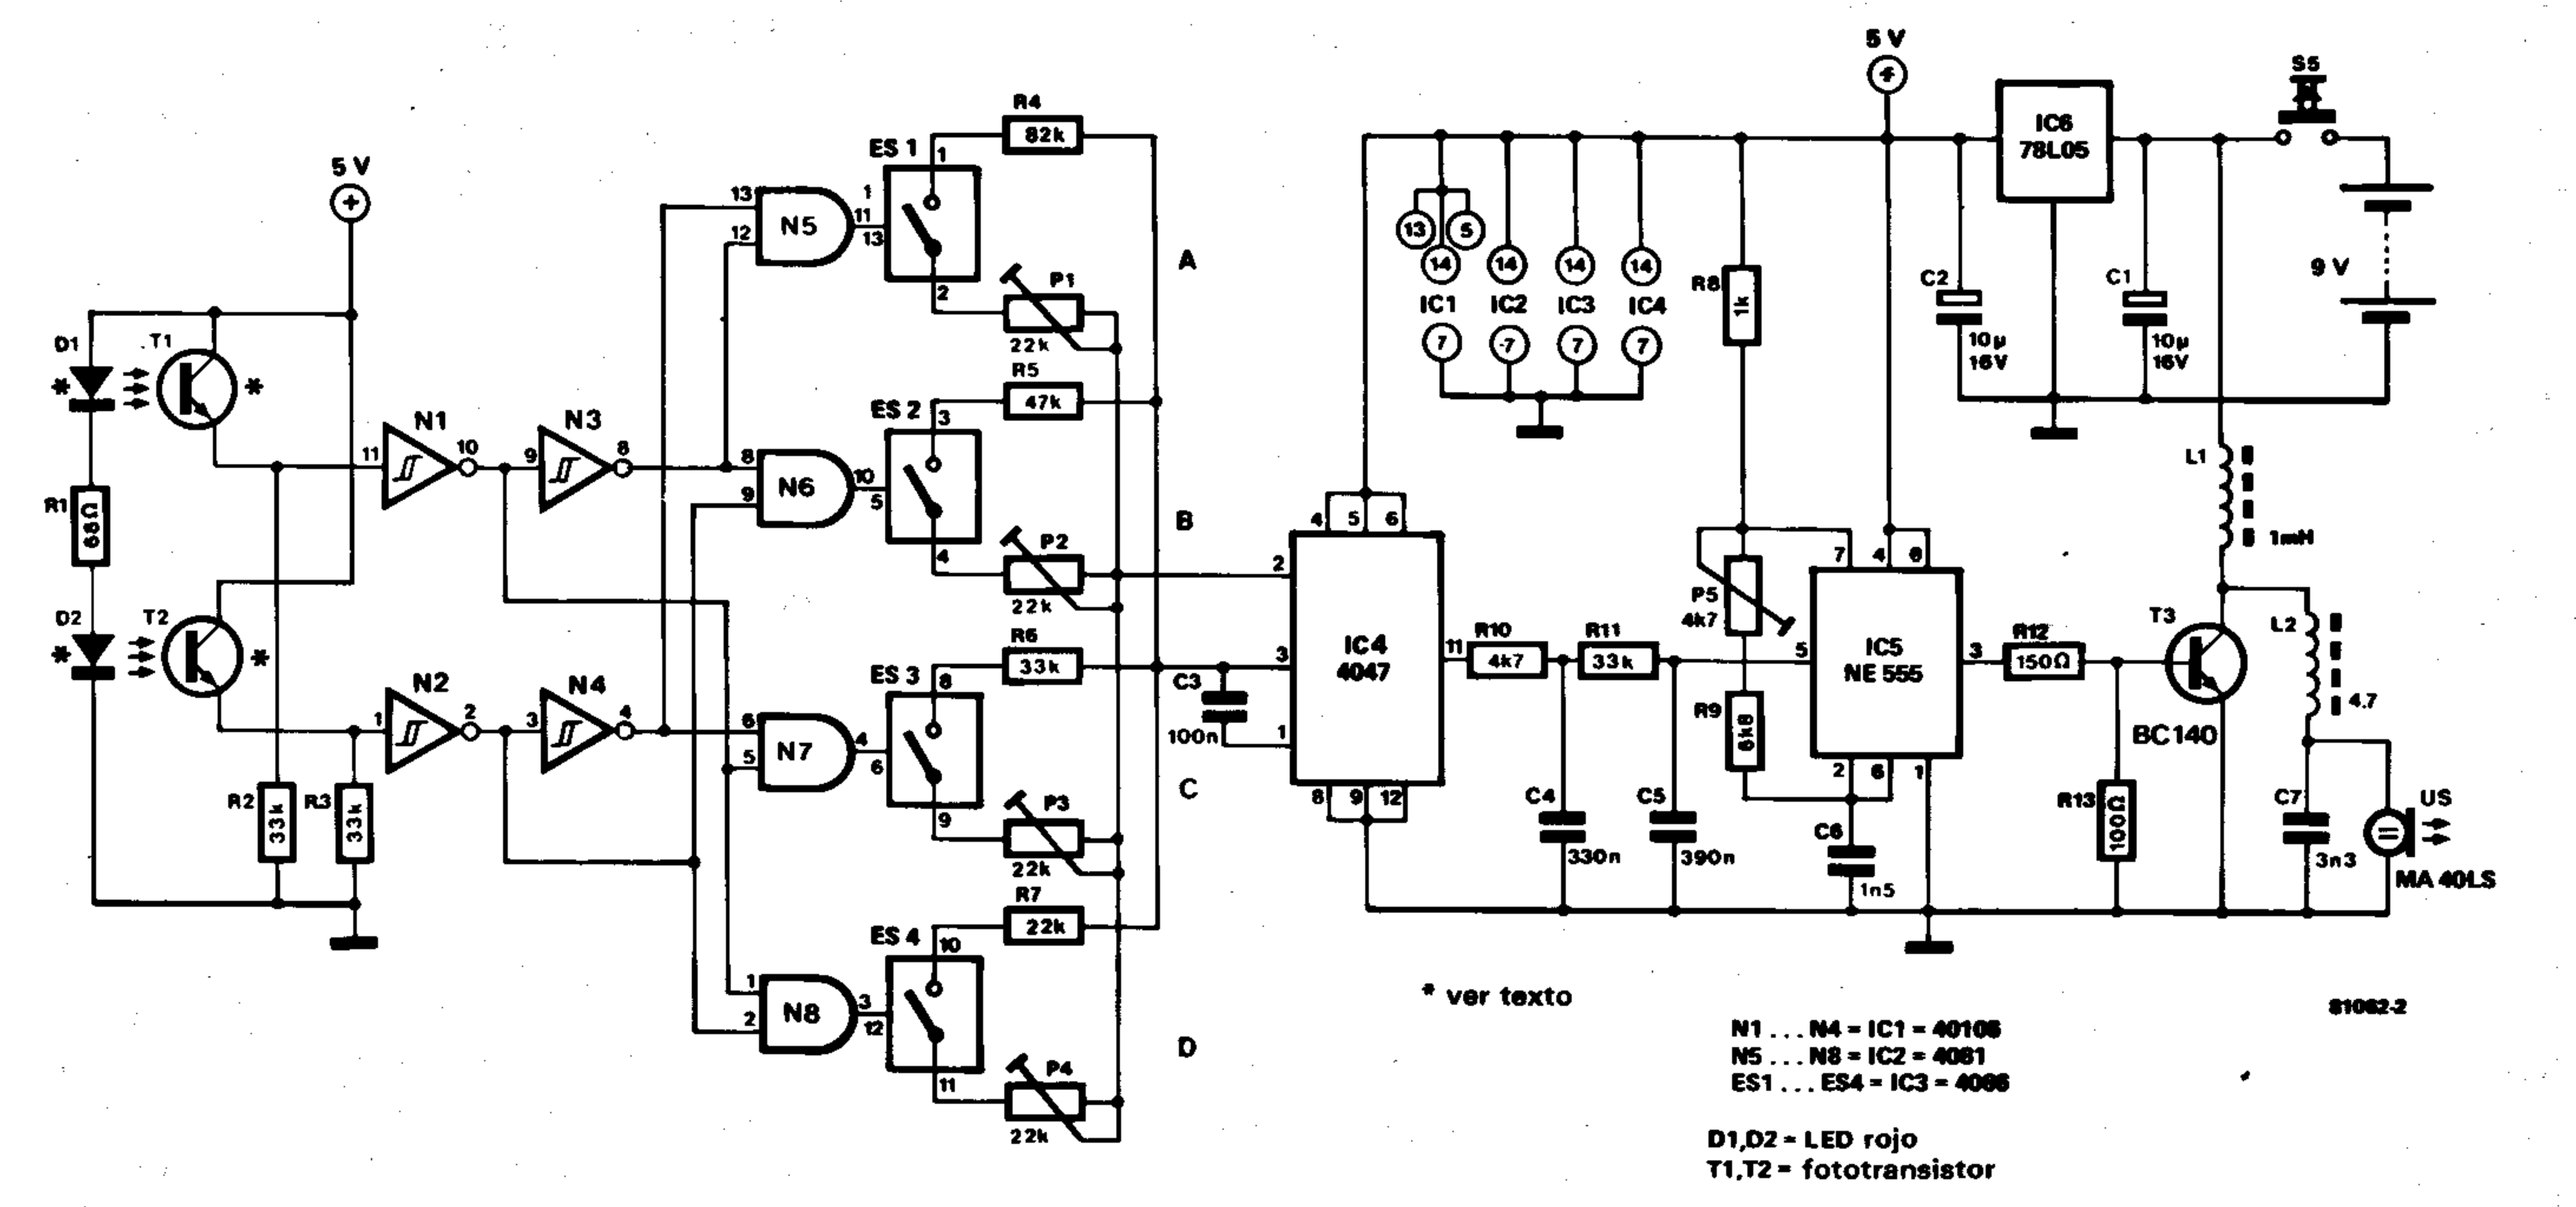 5 V
D1
*
T1
*
R1
68Ω
D2
*
T2
*
R2
33k
R3
33k
11
N1
10
9
N3
8
1
N2
2
3
N4
4
13
12
N5
11
8
9
N6
10
6
5
N7
4
1
2
N8
3
ES 1
1
1
13
2
R4
82k
P1
22k
A
ES 2
3
5
4
R5
47k
P2
22k
B
ES 3
8
6
9
R6
33k
P3
22k
C
ES 4
10
12
11
R7
22k
P4
22k
D
C3
100n
4 5 6
2
3
1
IC4
4047
11
8 9 12
13
5
14
14
14
14
IC1 IC2 IC3 IC4
7
7
7
7
R10
4k7
R11
33k
C4
330n
C5
390n
5 V
R8
1k
P5
4k7
R9
6k8
7 4 8
5
IC5
NE 555
3
2 6 1
C6
1n5
C2
10µ
16V
IC6
78L05
C1
10µ
16V
S5
9 V
L1
1mH
T3
BC140
R12
150Ω
R13
100Ω
L2
4.7
C7
3n3
US
MA 40LS
* ver texto
81062-2
N1 ... N4 = IC1 = 40106
N5 ... N8 = IC2 = 4081
ES1 ... ES4 = IC3 = 4066
D1,D2 = LED rojo
T1,T2 = fototransistor